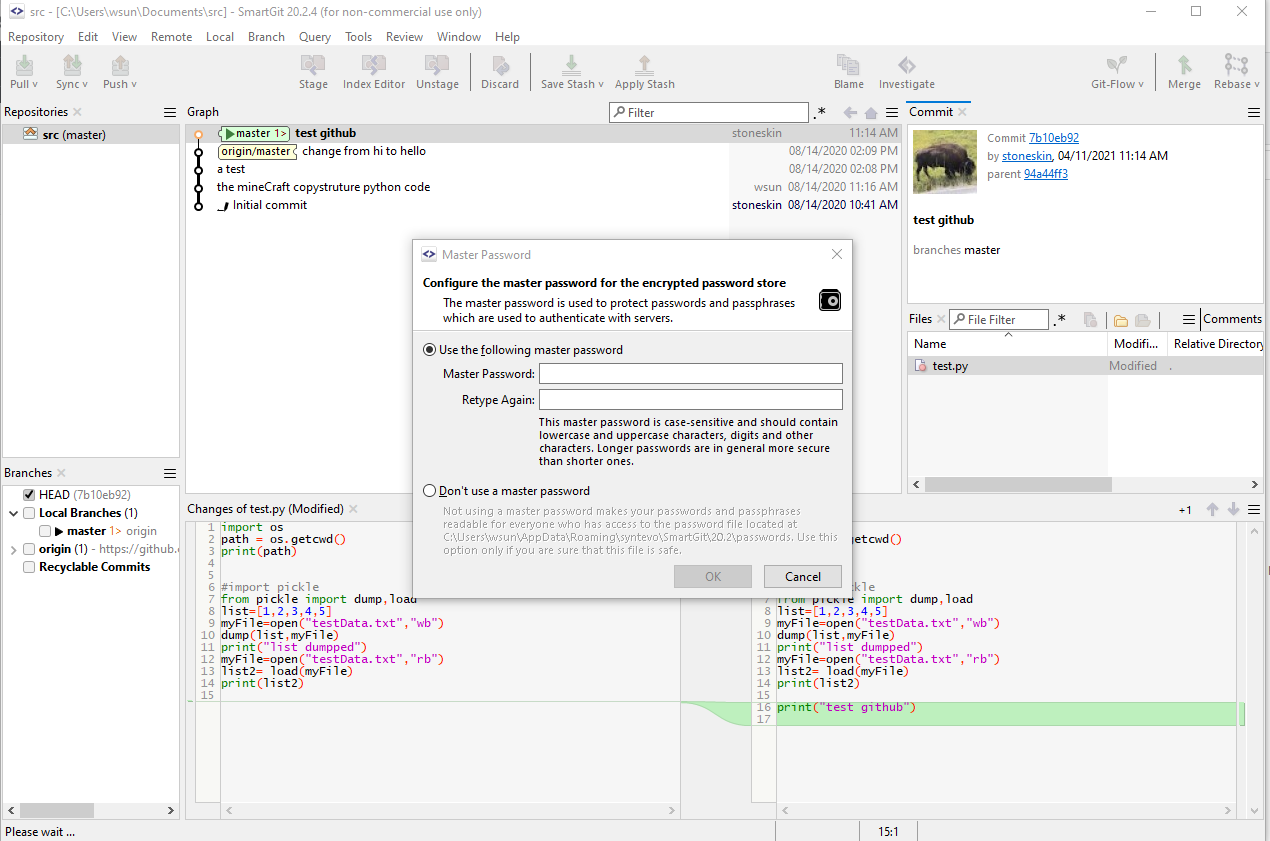 src - [C:\Users\wsun\Documents\src] - SmartGit 20.2.4 (for non-commercial use only)
Repository Edit View Remote Local Branch Query Tools Review Window Help
Pull Sync Push Stage Index Editor Unstage Discard Save Stash Apply Stash Blame Investigate Git-Flow Merge Rebase
Repositories
src (master)
Graph
Filter
.*
master 1> test github stoneskin 11:14 AM
origin/master change from hi to hello 08/14/2020 02:09 PM
a test 08/14/2020 02:08 PM
the mineCraft copystruture python code wsun 08/14/2020 11:16 AM
Initial commit stoneskin 08/14/2020 10:41 AM
Commit
Commit 7b10eb92
by stoneskin, 04/11/2021 11:14 AM
parent 94a44ff3
test github
branches master
Files
File Filter
.*
Comments
Name Modifi... Relative Directory
test.py Modified .
Master Password
Configure the master password for the encrypted password store
The master password is used to protect passwords and passphrases
which are used to authenticate with servers.
Use the following master password
Master Password:
Retype Again:
This master password is case-sensitive and should contain
lowercase and uppercase characters, digits and other
characters. Longer passwords are in general more secure
than shorter ones.
Don't use a master password
Not using a master password makes your passwords and passphrases
readable for everyone who has access to the password file located at
C:\Users\wsun\AppData\Roaming\syntevo\SmartGit\20.2\passwords. Use this
option only if you are sure that this file is safe.
OK Cancel
Branches
HEAD (7b10eb92)
Local Branches (1)
master 1> origin
origin (1) - https://github.c
Recyclable Commits
Changes of test.py (Modified)
+1
1 import os
2 path = os.getcwd()
3 print(path)
4
5
6 #import pickle
7 from pickle import dump,load
8 list=[1,2,3,4,5]
9 myFile=open("testData.txt","wb")
10 dump(list,myFile)
11 print("list dumpped")
12 myFile=open("testData.txt","rb")
13 list2= load(myFile)
14 print(list2)
15
cwd()
kle
7 from pickle import dump,load
8 list=[1,2,3,4,5]
9 myFile=open("testData.txt","wb")
10 dump(list,myFile)
11 print("list dumpped")
12 myFile=open("testData.txt","rb")
13 list2= load(myFile)
14 print(list2)
15
16 print("test github")
17
Please wait ...
15:1